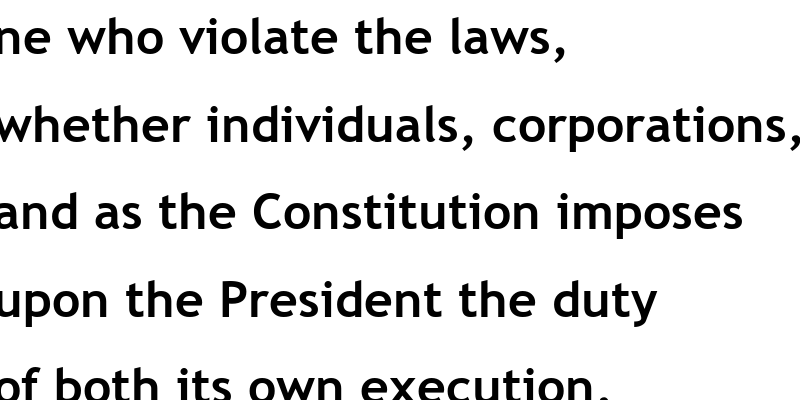 ne who violate the laws,
whether individuals, corporations,
and as the Constitution imposes
upon the President the duty
of both its own execution.